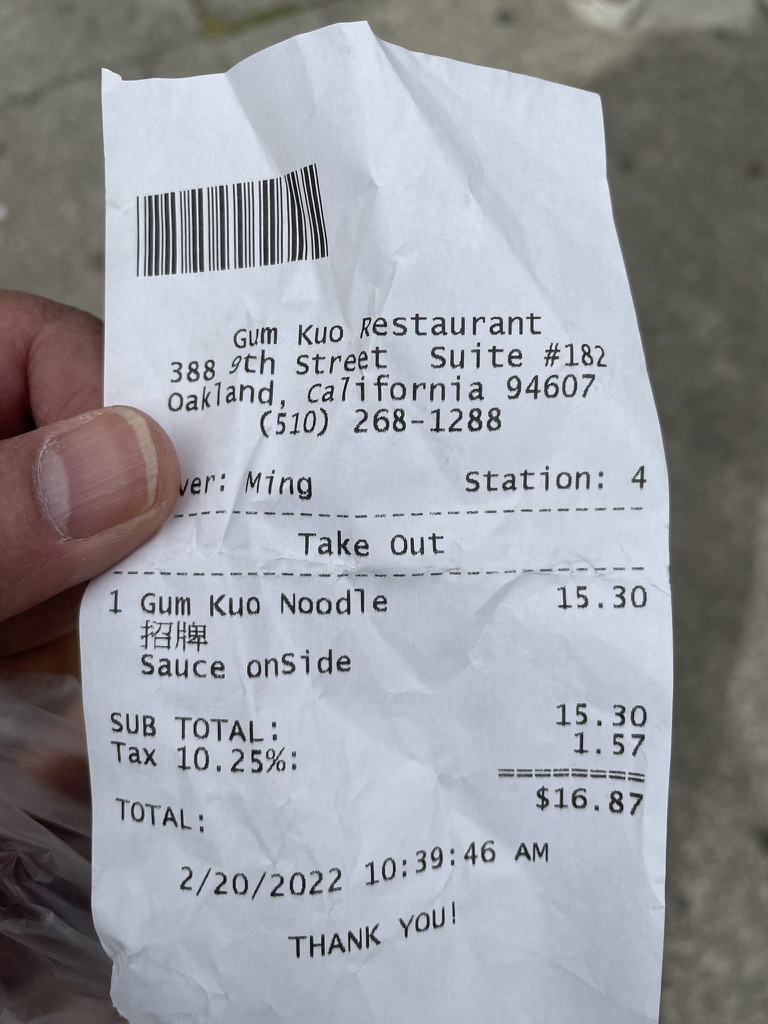 Gum Kuo Restaurant
388 9th Street Suite #182
Oakland, California 94607
(510) 268-1288
ver: Ming Station: 4
Take Out
1 Gum Kuo Noodle 15.30
招牌
Sauce onSide
SUB TOTAL: 15.30
Tax 10.25%: 1.57
========
TOTAL: $16.87
2/20/2022 10:39:46 AM
THANK YOU!